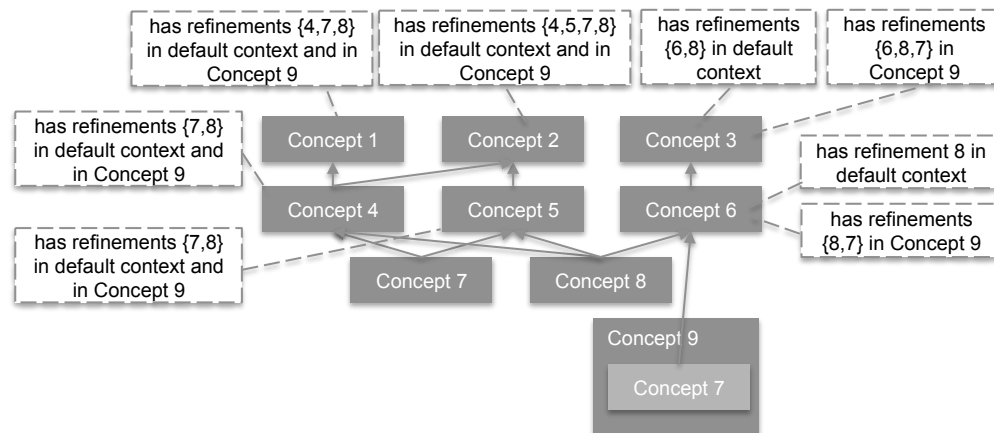 has refinements {4,7,8}
in default context and in
Concept 9
has refinements {4,5,7,8}
in default context and in
Concept 9
has refinements
{6,8} in default
context
has refinements
{6,8,7} in
Concept 9
has refinements {7,8}
in default context and
in Concept 9
Concept 1
Concept 2
Concept 3
has refinement 8 in
default context
Concept 4
Concept 5
Concept 6
has refinements
{8,7} in Concept 9
has refinements {7,8}
in default context and
in Concept 9
Concept 7
Concept 8
Concept 9
Concept 7